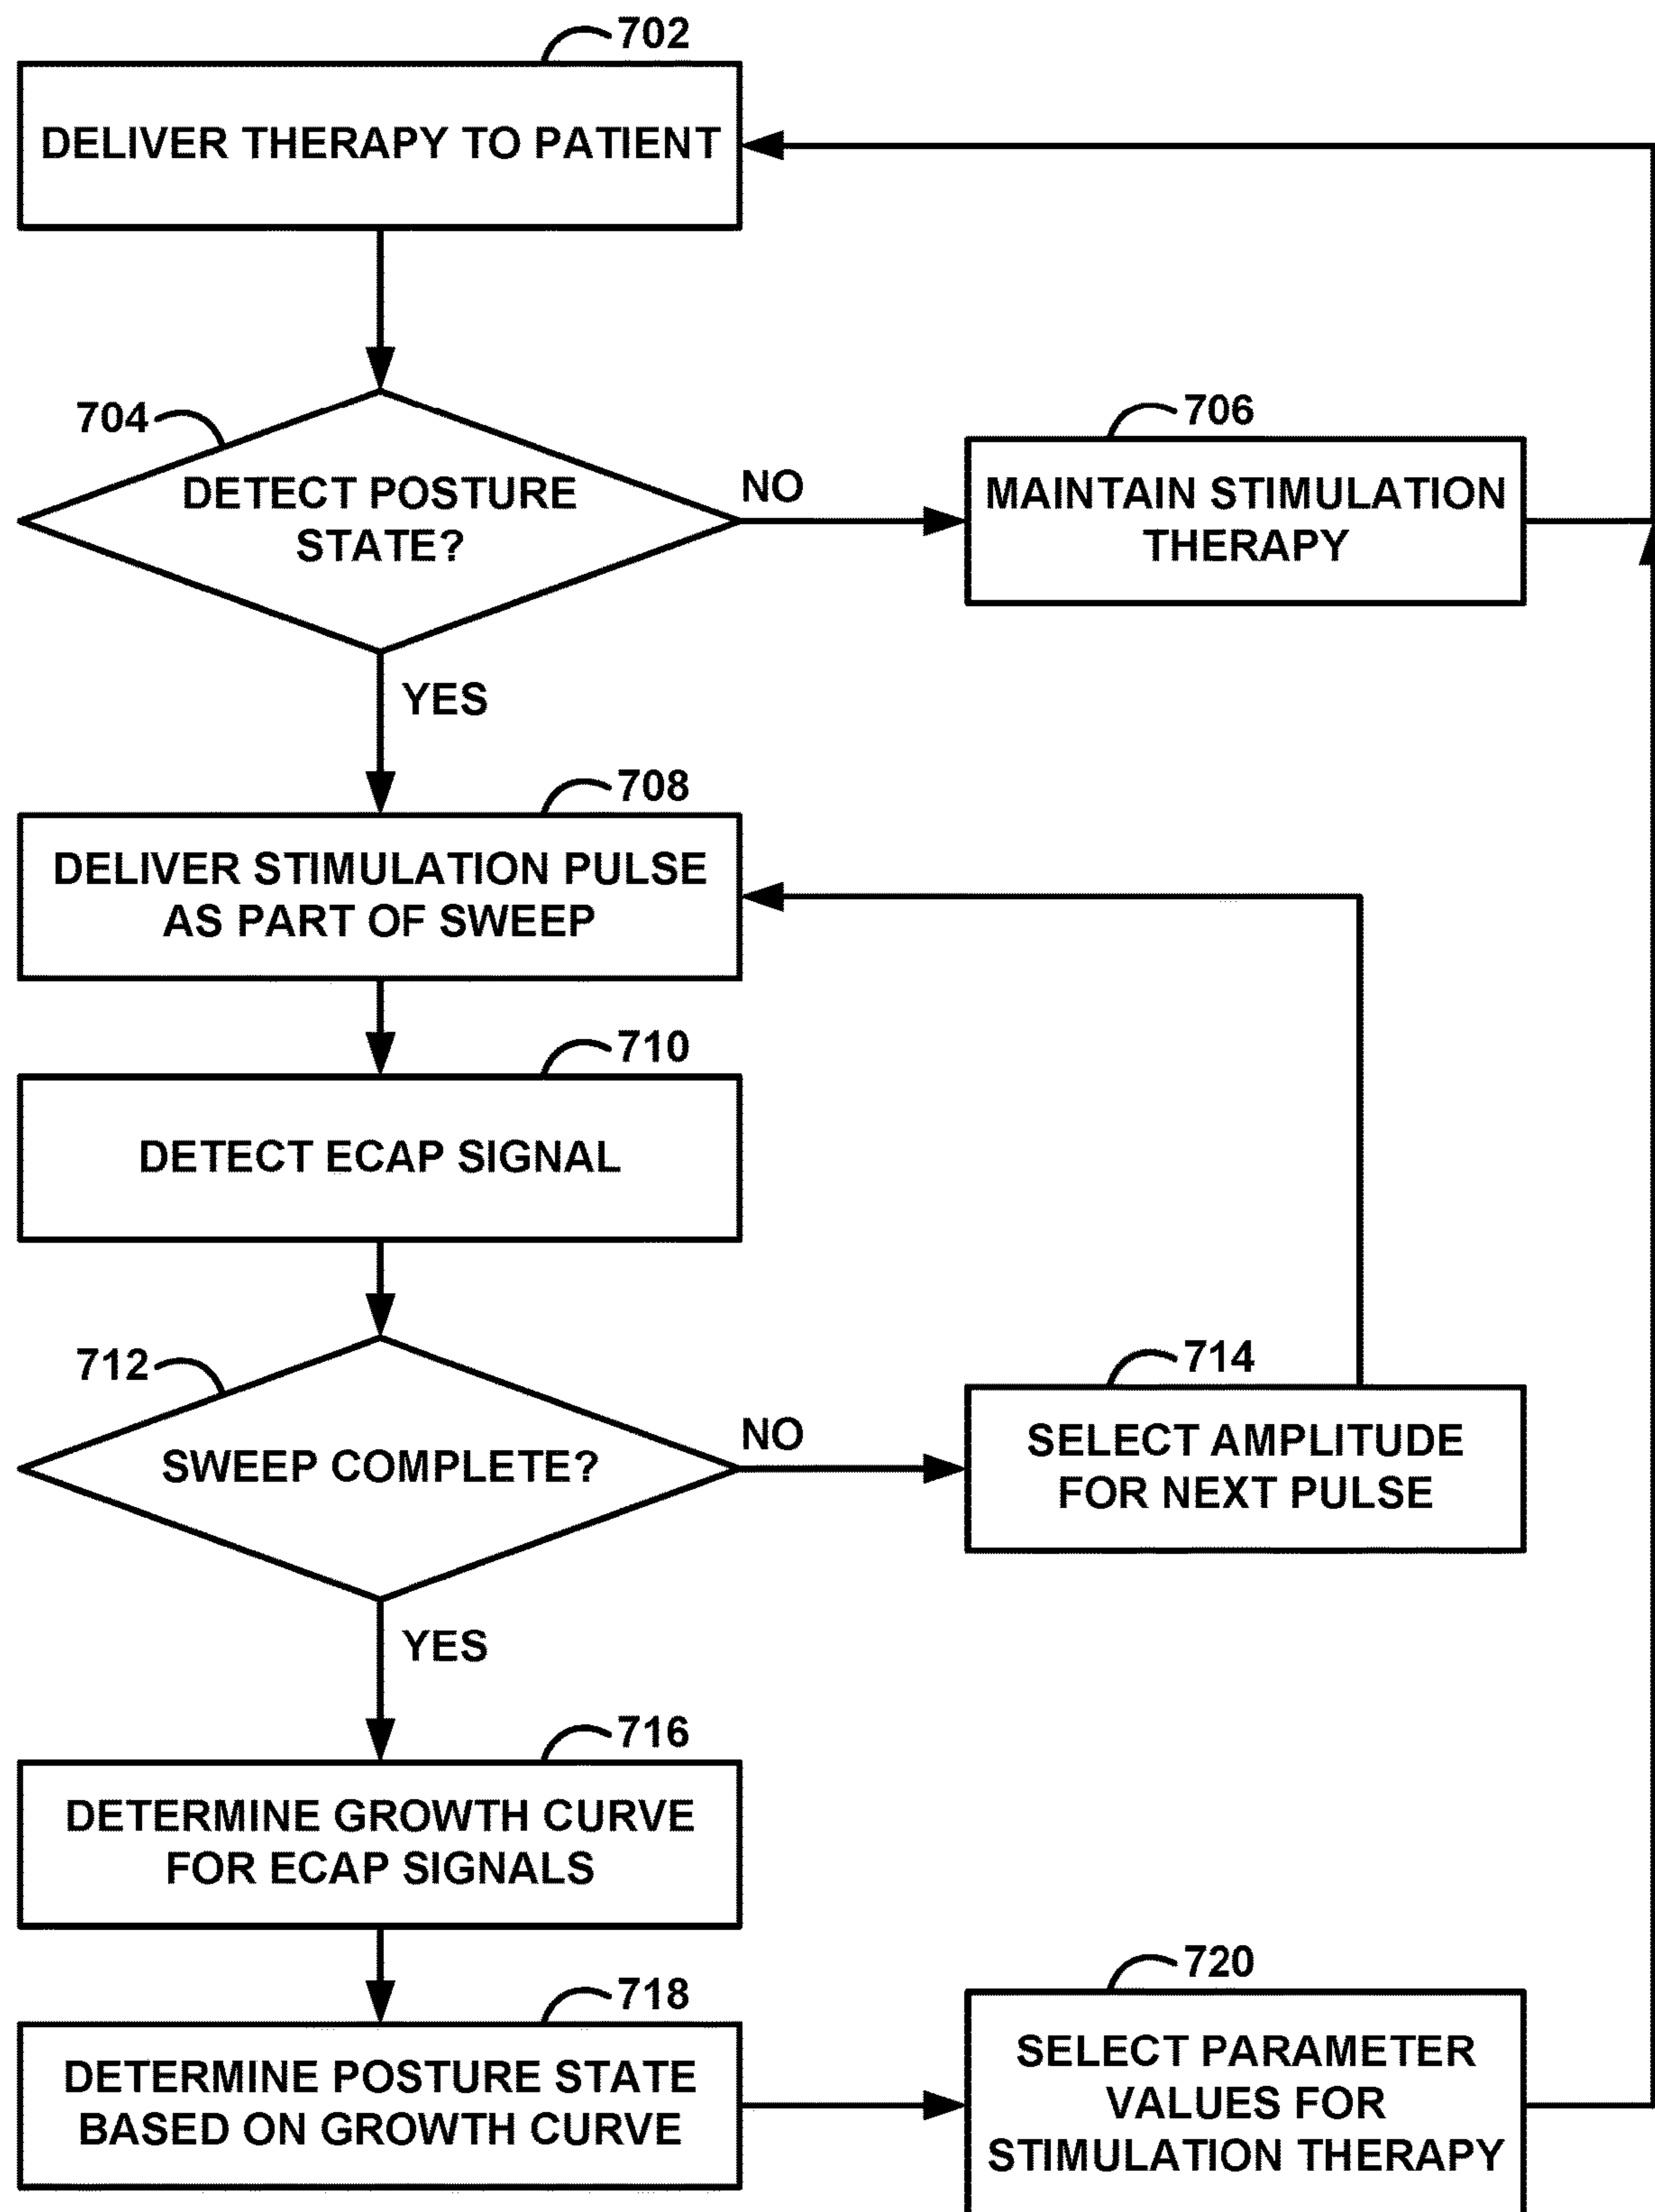 702
DELIVER THERAPY TO PATIENT
704
DETECT POSTURE
STATE?
NO
706
MAINTAIN STIMULATION
THERAPY
YES
708
DELIVER STIMULATION PULSE
AS PART OF SWEEP
710
DETECT ECAP SIGNAL
712
SWEEP COMPLETE?
NO
714
SELECT AMPLITUDE
FOR NEXT PULSE
YES
716
DETERMINE GROWTH CURVE
FOR ECAP SIGNALS
718
DETERMINE POSTURE STATE
BASED ON GROWTH CURVE
720
SELECT PARAMETER
VALUES FOR
STIMULATION THERAPY